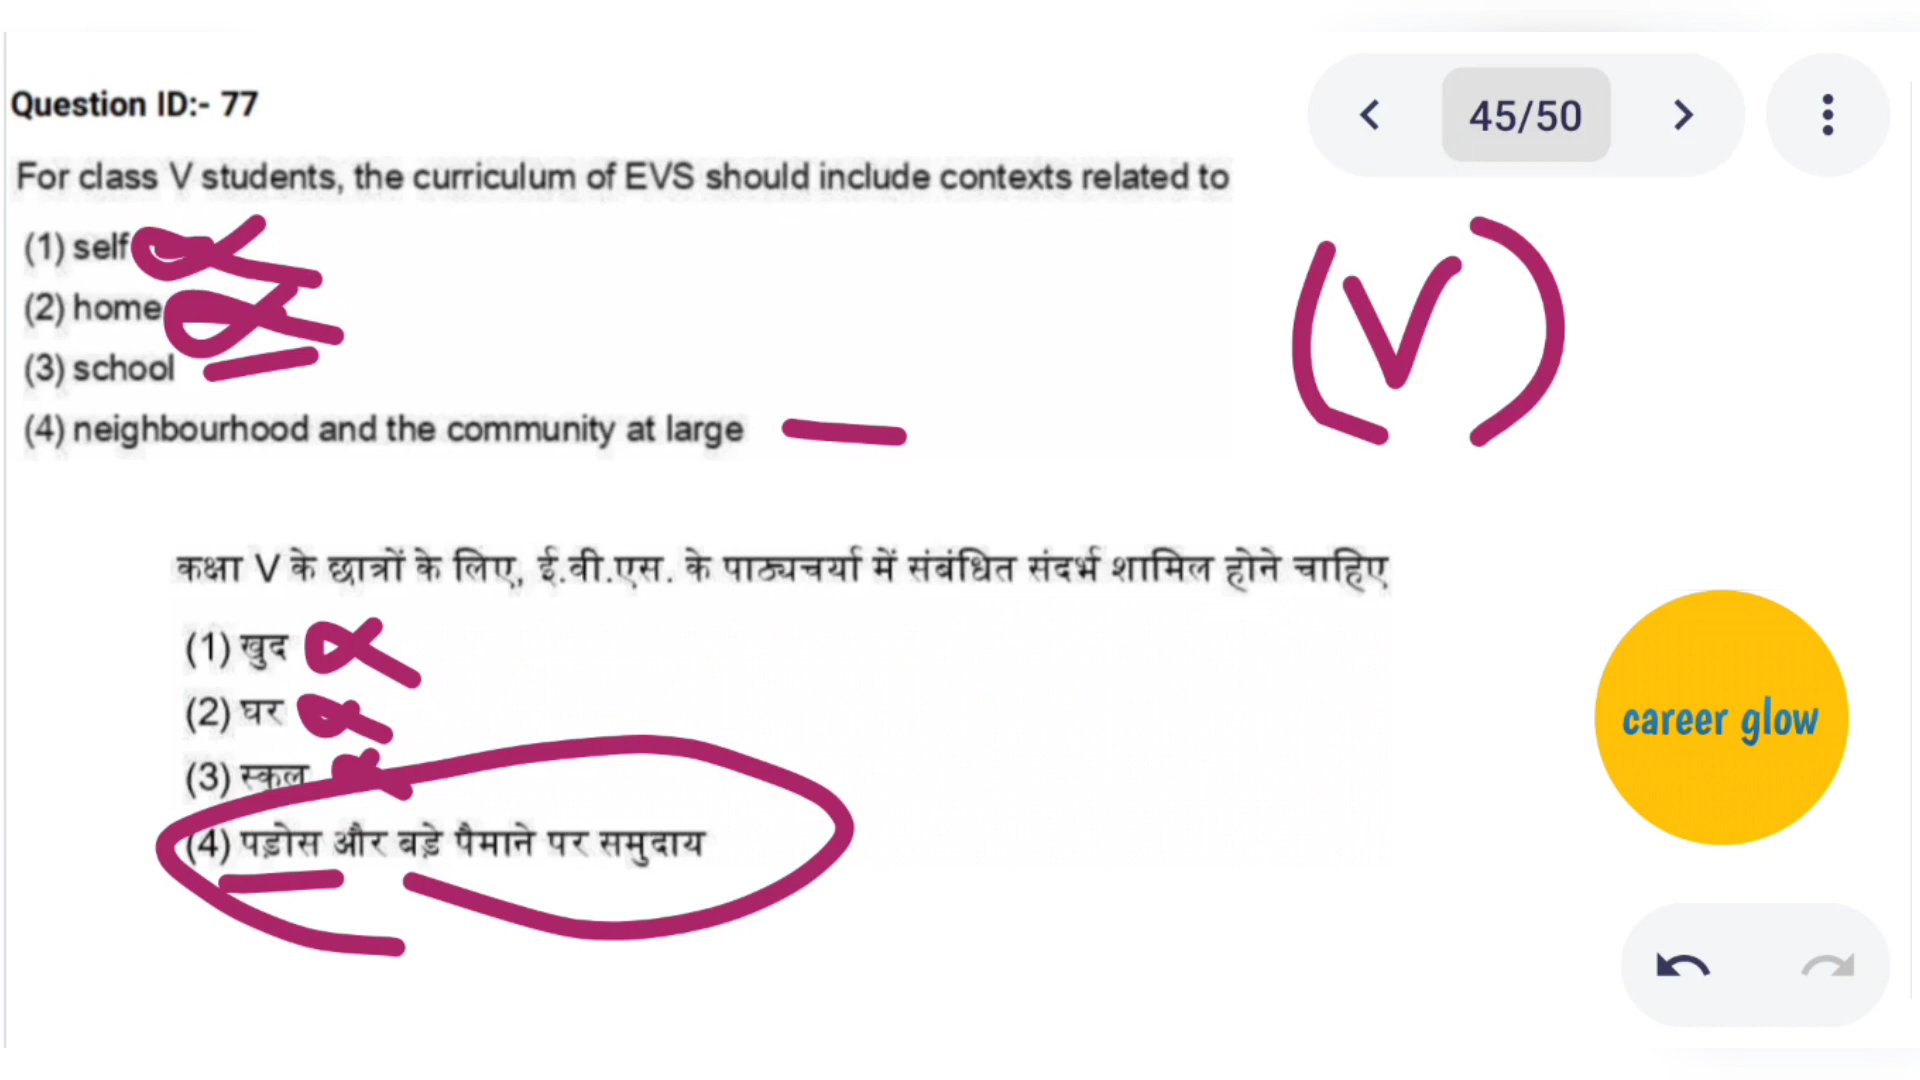 Question ID:- 77
45/50
For class V students, the curriculum of EVS should include contexts related to
(1) self
(2) home
(3) school
(4) neighbourhood and the community at large
(V)
कक्षा V के छात्रों के लिए, ई.वी.एस. के पाठ्यचर्या में संबंधित संदर्भ शामिल होने चाहिए
(1) खुद
(2) घर
(3) स्कूल
(4) पड़ोस और बड़े पैमाने पर समुदाय
career glow